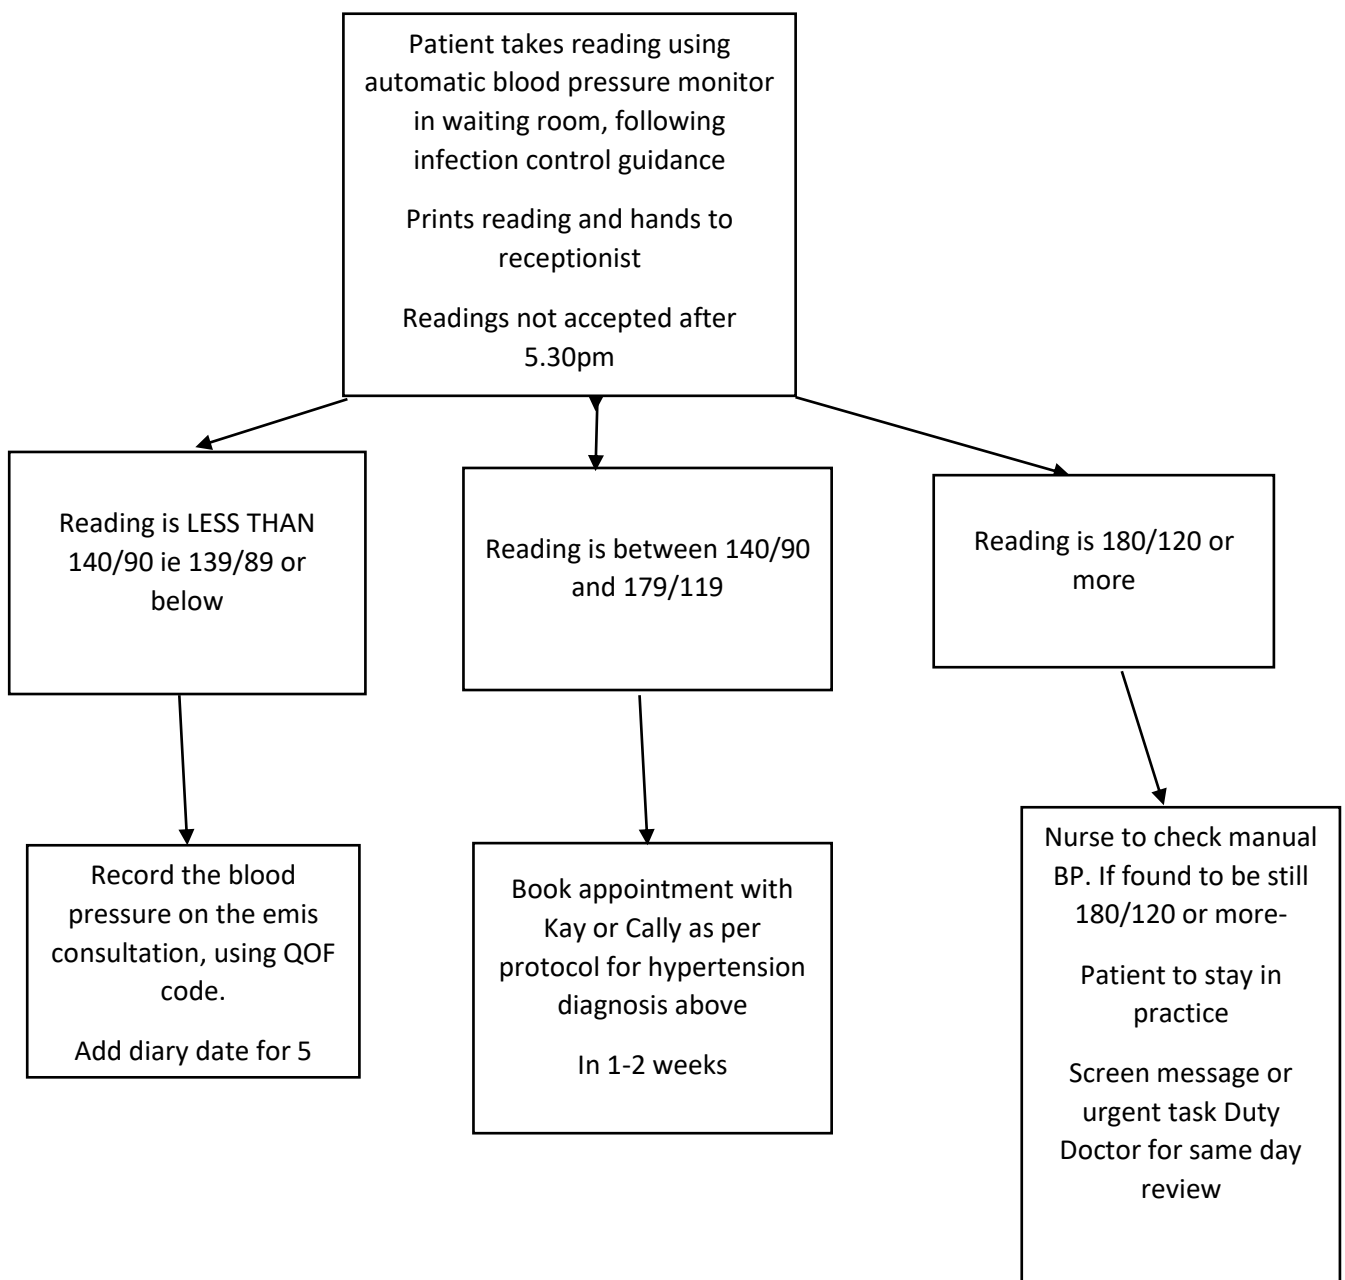 Patient takes reading using
automatic blood pressure monitor
in waiting room, following
infection control guidance
Prints reading and hands to
receptionist
Readings not accepted after
5.30pm
Reading is LESS THAN
140/90 ie 139/89 or
below
Reading is between 140/90
and 179/119
Reading is 180/120 or
more
Record the blood
pressure on the emis
consultation, using QOF
code.
Add diary date for 5
Book appointment with
Kay or Cally as per
protocol for hypertension
diagnosis above
In 1-2 weeks
Nurse to check manual
BP. If found to be still
180/120 or more-
Patient to stay in
practice
Screen message or
urgent task Duty
Doctor for same day
review